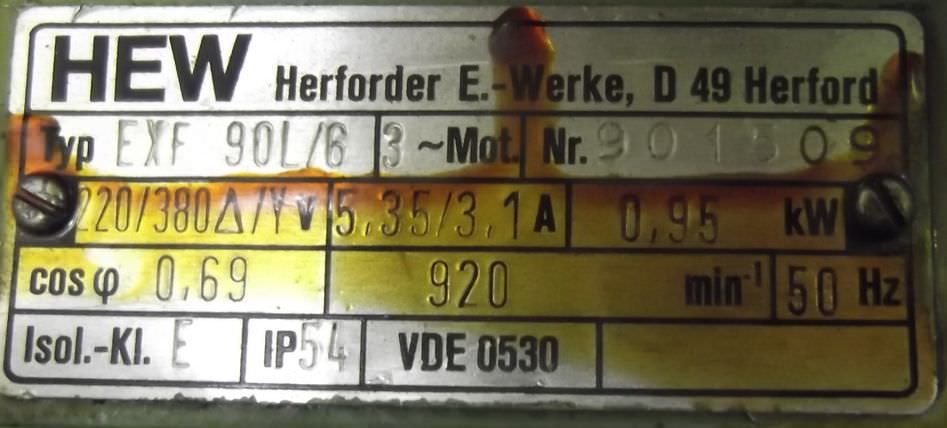 HEW Herforder E.-Werke, D 49 Herford
Typ EXF 90L/6 3 ~Mot. Nr. 901509
220/380Δ/Y V 5,35/3,1 A 0,95 kW
cos φ 0,69 920 min⁻¹ 50 Hz
Isol.-Kl. E IP54 VDE 0530